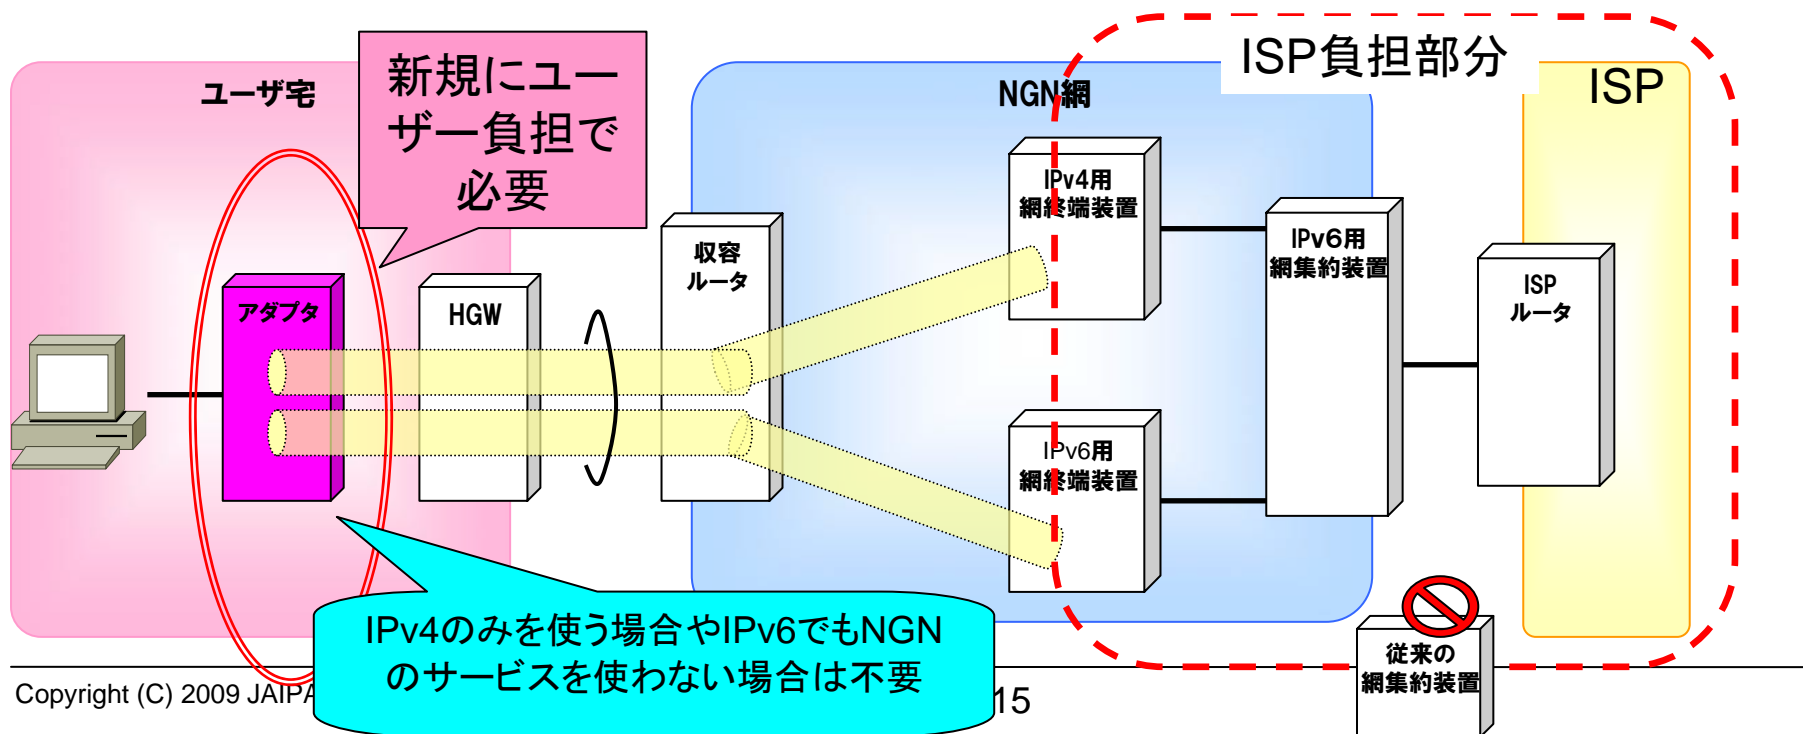 ISP負担部分
ユーザ宅
新規にユー
ザー負担で
必要
NGN網
ISP
IPv4用
網終端装置
収容
ルータ
IPv6用
網集約装置
ISP
ルータ
アダプタ
HGW
IPv6用
網終端装置
IPv4のみを使う場合やIPv6でもNGN
のサービスを使わない場合は不要
従来の
網集約装置
Copyright (C) 2009 JAIPA
15